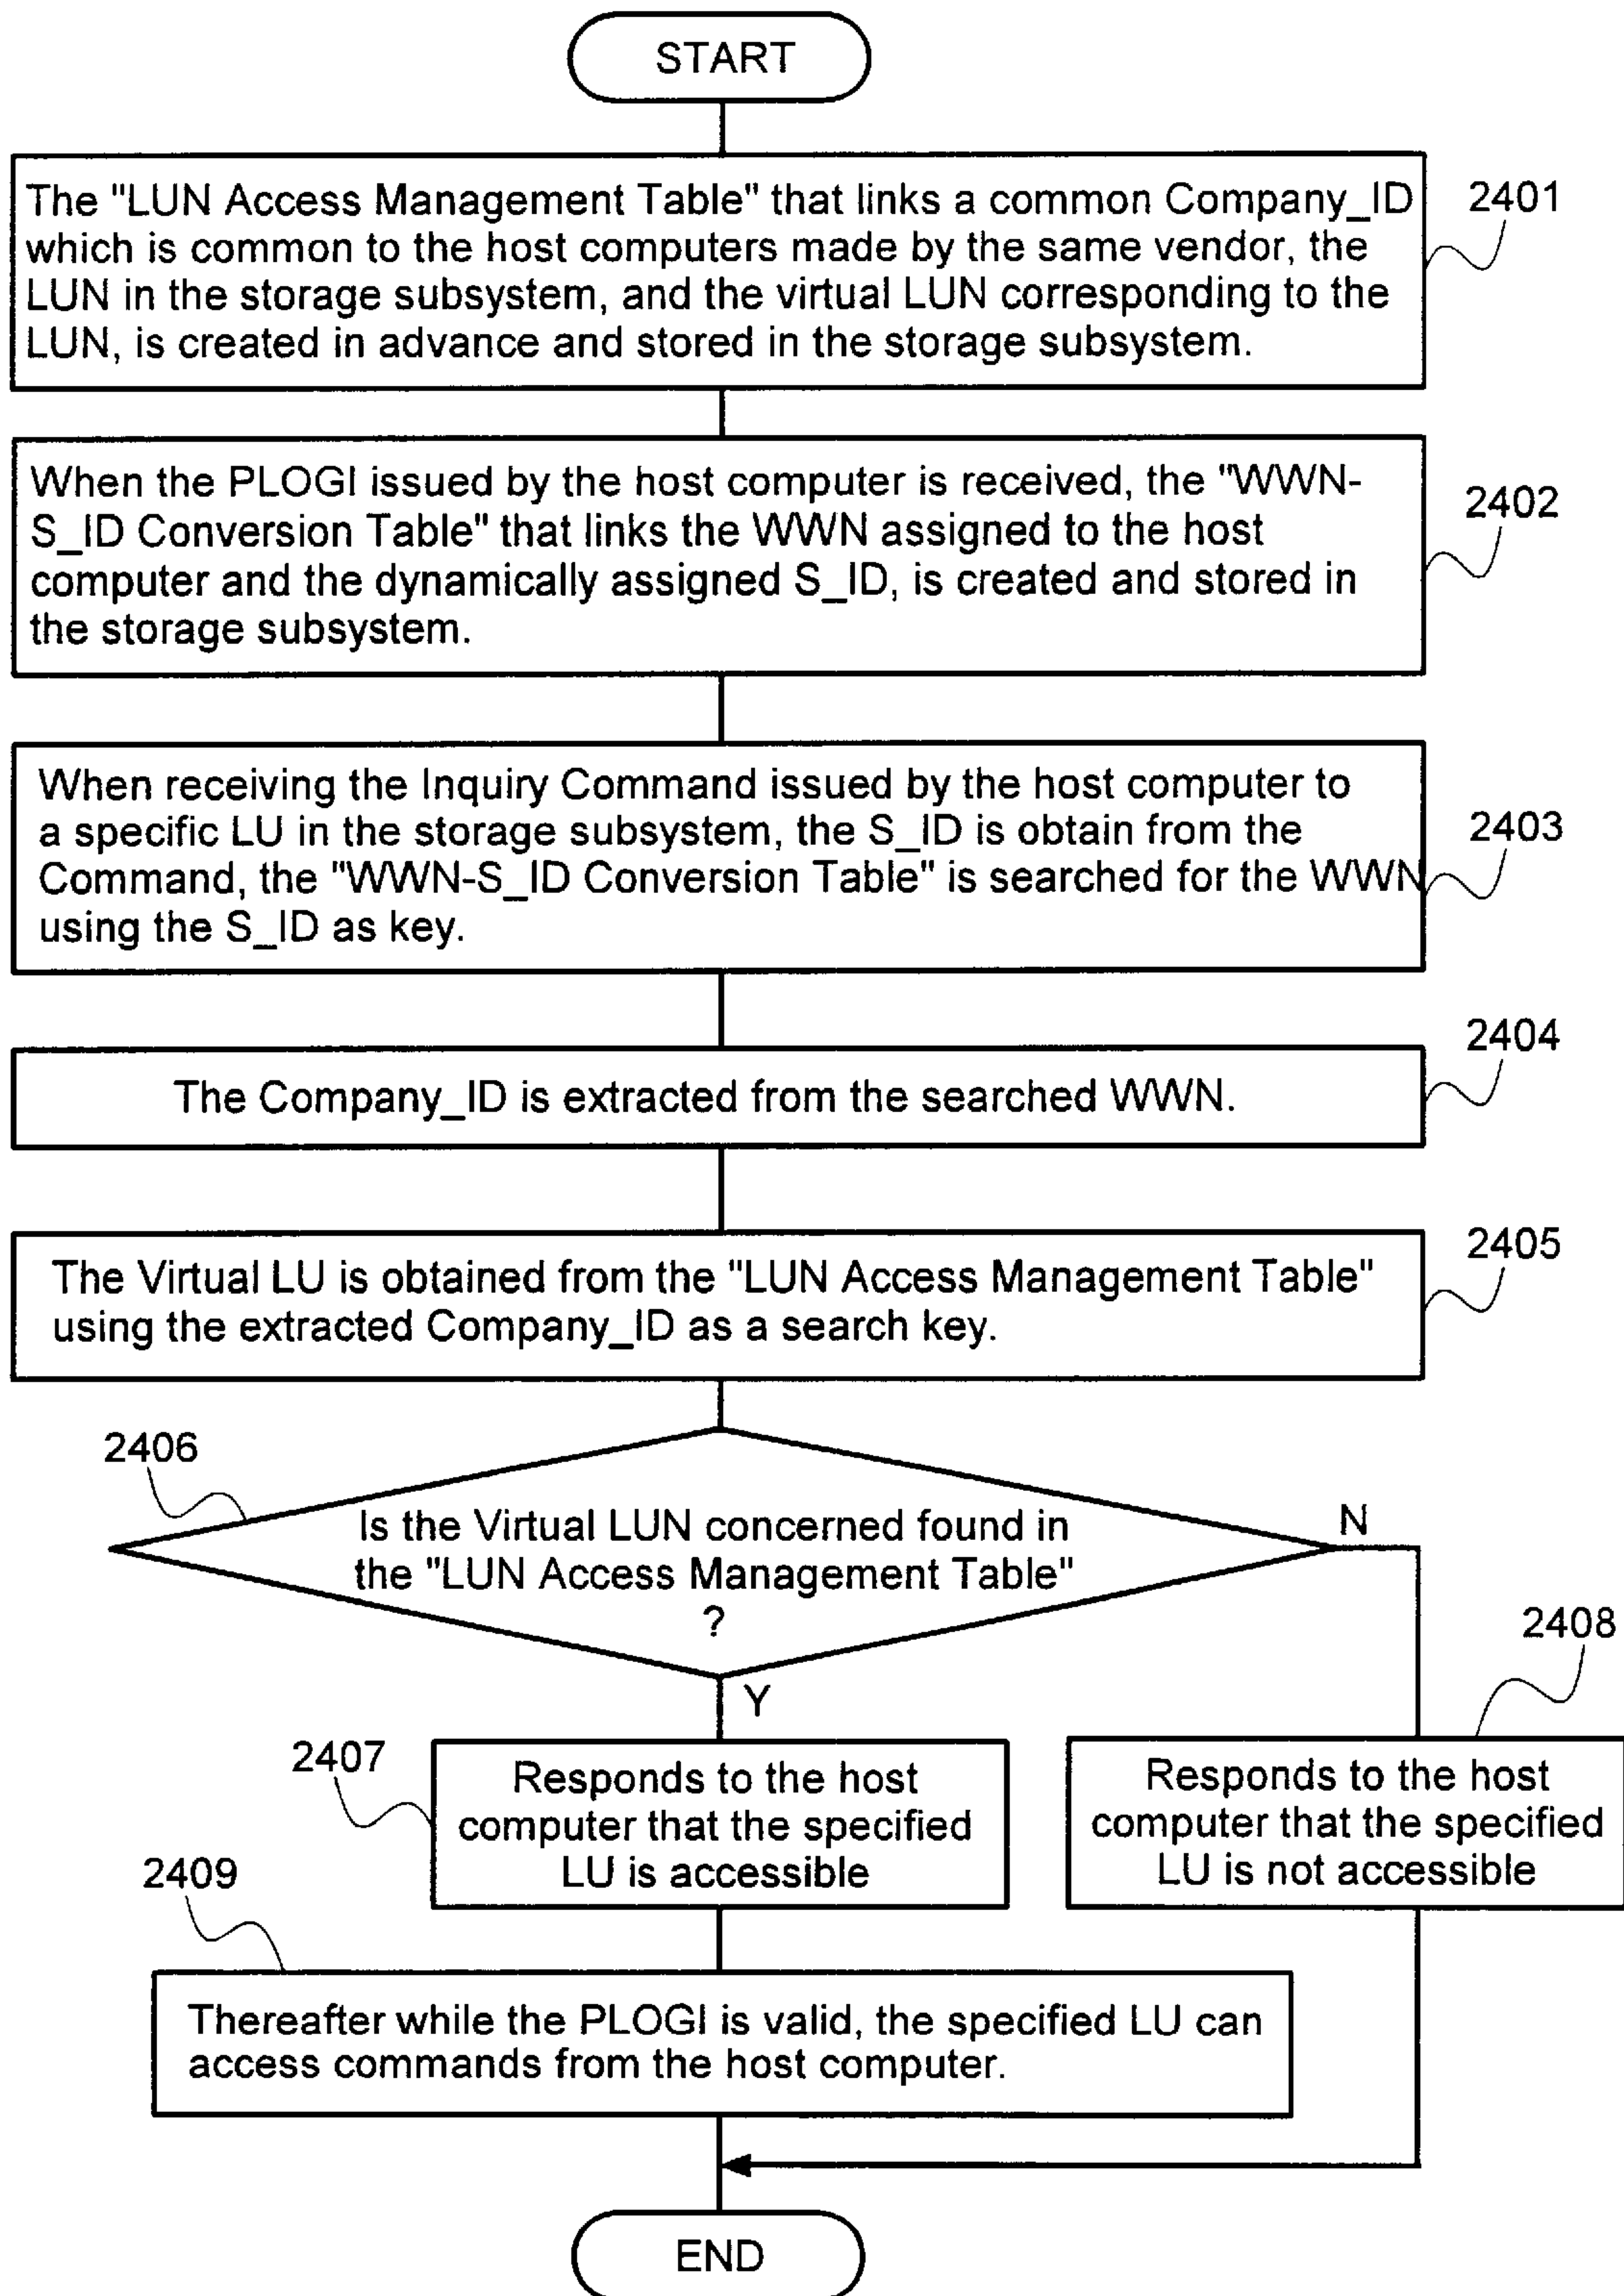 START
The "LUN Access Management Table" that links a common Company_ID
which is common to the host computers made by the same vendor, the
LUN in the storage subsystem, and the virtual LUN corresponding to the
LUN, is created in advance and stored in the storage subsystem.
2401
When the PLOGI issued by the host computer is received, the "WWN-
S_ID Conversion Table" that links the WWN assigned to the host
computer and the dynamically assigned S_ID, is created and stored in
the storage subsystem.
2402
When receiving the Inquiry Command issued by the host computer to
a specific LU in the storage subsystem, the S_ID is obtain from the
Command, the "WWN-S_ID Conversion Table" is searched for the WWN
using the S_ID as key.
2403
The Company_ID is extracted from the searched WWN.
2404
The Virtual LU is obtained from the "LUN Access Management Table"
using the extracted Company_ID as a search key.
2405
2406
Is the Virtual LUN concerned found in
the "LUN Access Management Table"
?
N
Y
2407
Responds to the host
computer that the specified
LU is accessible
2408
Responds to the host
computer that the specified
LU is not accessible
2409
Thereafter while the PLOGI is valid, the specified LU can
access commands from the host computer.
END